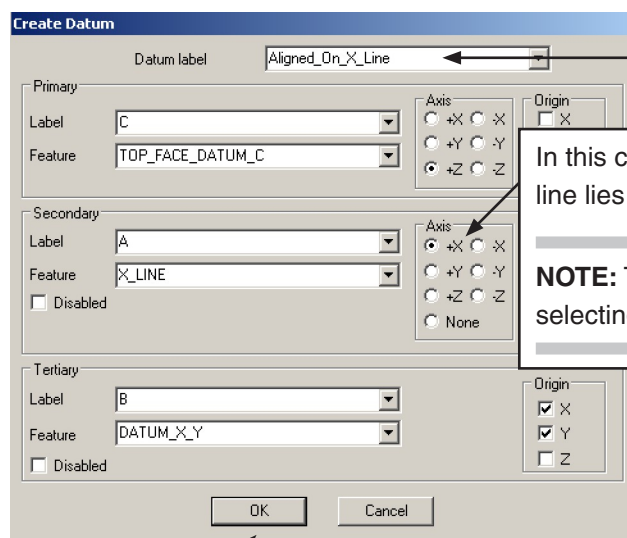 Create Datum
Datum label Aligned_On_X_Line
Primary
Label C
Feature TOP_FACE_DATUM_C
Axis
+X -X
+Y -Y
+Z -Z
Origin
X
In this c
line lies
NOTE: T
selectin
Secondary
Label A
Feature X_LINE
Disabled
Axis
+X -X
+Y -Y
+Z -Z
None
Tertiary
Label B
Feature DATUM_X_Y
Disabled
Origin
X
Y
Z
OK Cancel